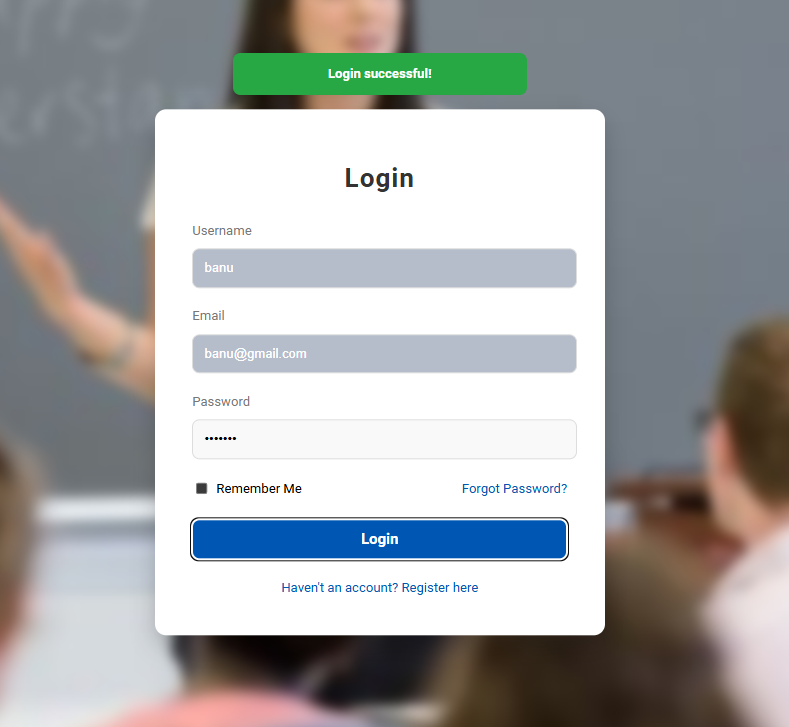 Login successful!
Login
Username
banu
Email
banu@gmail.com
Password
•••••••
Remember Me
Forgot Password?
Login
Haven't an account? Register here